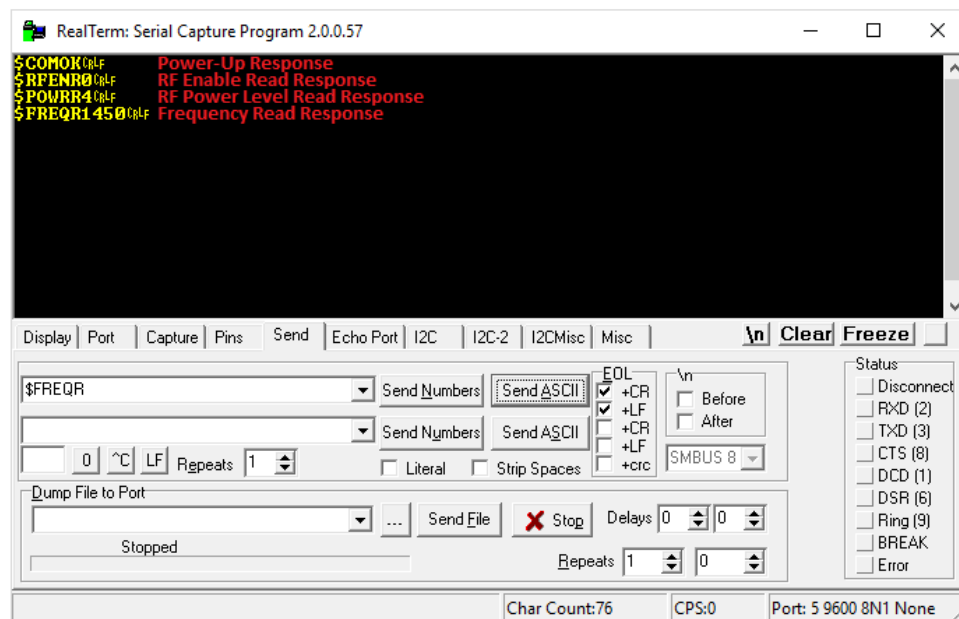 RealTerm: Serial Capture Program 2.0.0.57
$COMOKCRLF Power-Up Response
$RFENR0CRLF RF Enable Read Response
$POWRR4CRLF RF Power Level Read Response
$FREQR1450CRLF Frequency Read Response
Display Port Capture Pins Send Echo Port I2C I2C-2 I2CMisc Misc \n Clear Freeze
$FREQR Send Numbers Send ASCII EOL +CR +LF \n Before After
Send Numbers Send ASCII +CR +LF +crc SMBUS 8
0 ^C LF Repeats 1 Literal Strip Spaces
Dump File to Port
... Send File Stop Delays 0 0
Stopped
Repeats 1 0
Status
Disconnect
RXD (2)
TXD (3)
CTS (8)
DCD (1)
DSR (6)
Ring (9)
BREAK
Error
Char Count:76 CPS:0 Port: 5 9600 8N1 None